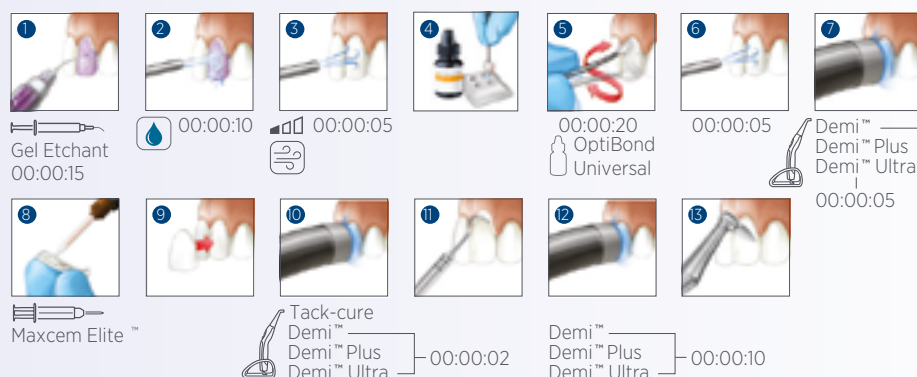 1
2
3
4
5
6
7
Gel Etchant
00:00:15
00:00:10
00:00:05
00:00:20
OptiBond
Universal
00:00:05
Demi™
Demi™ Plus
Demi™ Ultra
00:00:05
8
9
10
11
12
13
Maxcem Elite ™
Tack-cure
Demi™
Demi™ Plus
Demi™ Ultra
00:00:02
Demi™
Demi™ Plus
Demi™ Ultra
00:00:10